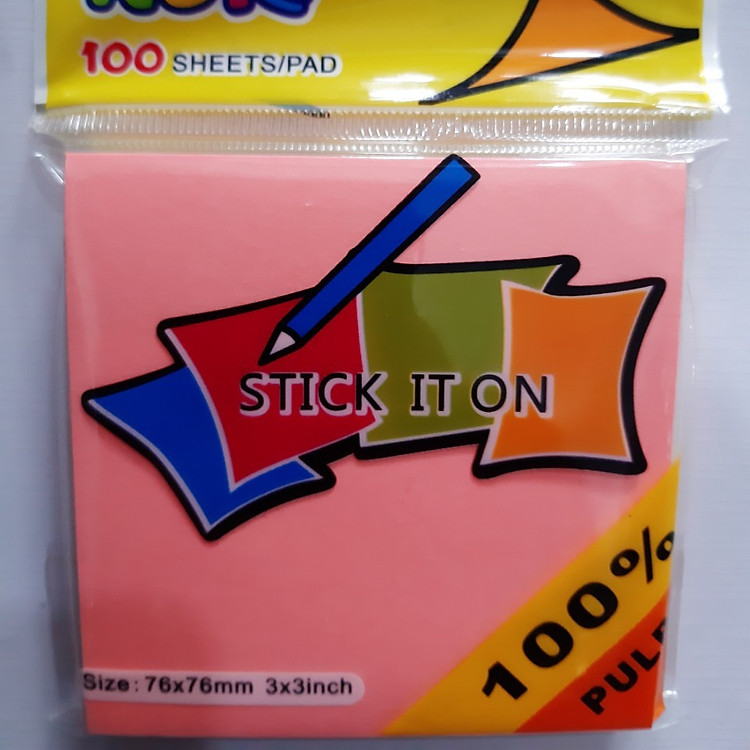 100 SHEETS/PAD
STICK IT ON
100%
PULP
Size: 76x76mm 3x3inch